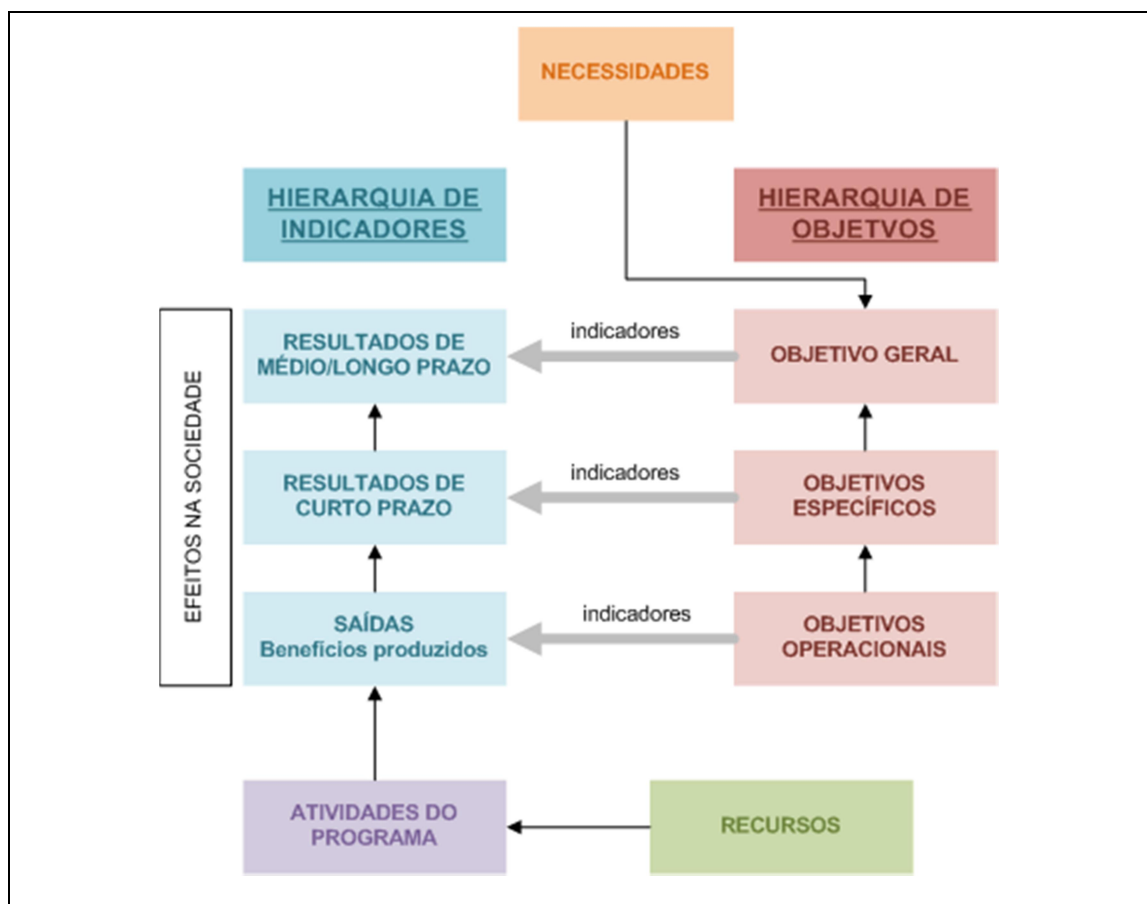 NECESSIDADES
HIERARQUIA DE
INDICADORES
HIERARQUIA DE
OBJETVOS
EFEITOS NA SOCIEDADE
RESULTADOS DE
MÉDIO/LONGO PRAZO
indicadores
OBJETIVO GERAL
RESULTADOS DE
CURTO PRAZO
indicadores
OBJETIVOS
ESPECÍFICOS
SAÍDAS
Benefícios produzidos
indicadores
OBJETIVOS
OPERACIONAIS
ATIVIDADES DO
PROGRAMA
RECURSOS